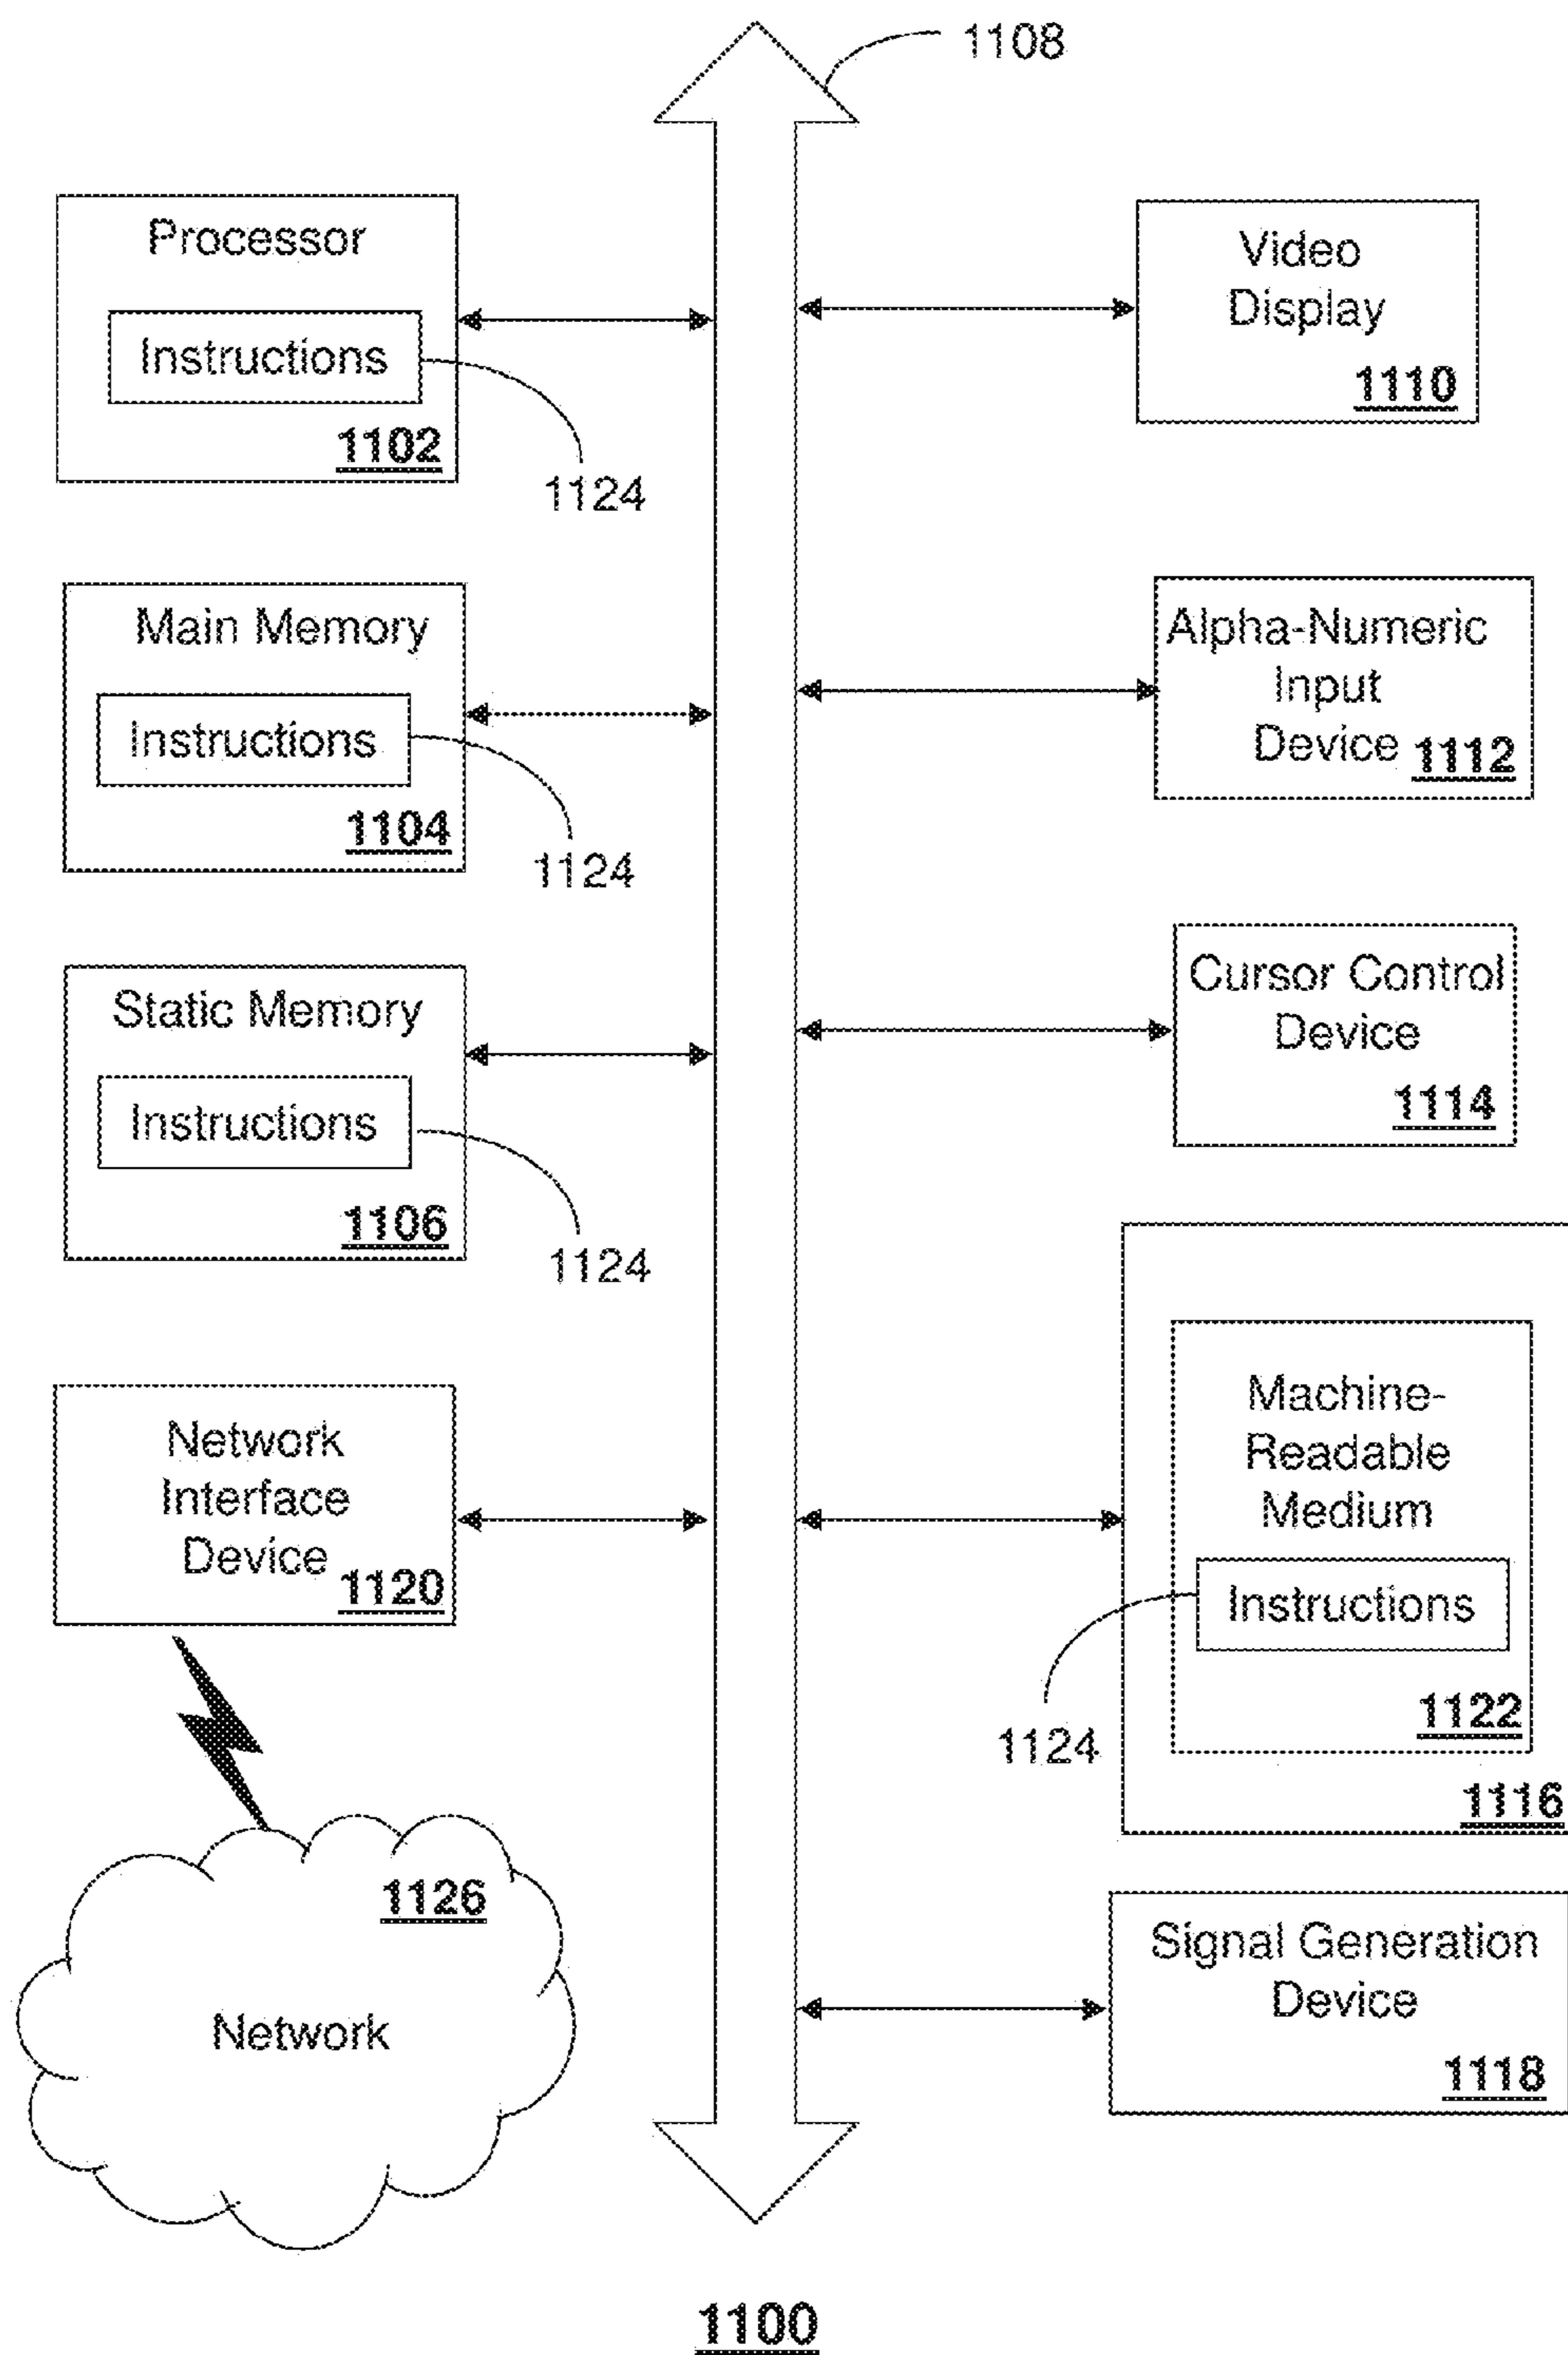 1108
Processor
Instructions
1102
1124
Main Memory
Instructions
1104
1124
Static Memory
Instructions
1106
1124
Network
Interface
Device
1120
1126
Network
Video
Display
1110
Alpha-Numeric
Input
Device 1112
Cursor Control
Device
1114
Machine-
Readable
Medium
Instructions
1124
1122
1116
Signal Generation
Device
1118
1100